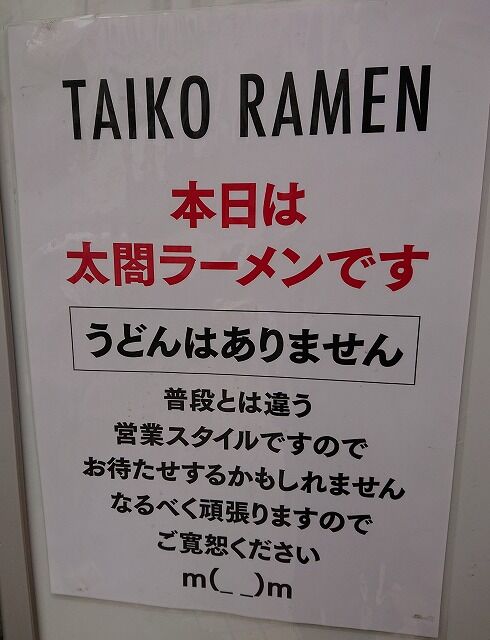 TAIKO RAMEN
本日は
太閤ラーメンです
うどんはありません
普段とは違う
営業スタイルですので
お待たせするかもしれません
なるべく頑張りますので
ご寛恕ください
m(_ _)m